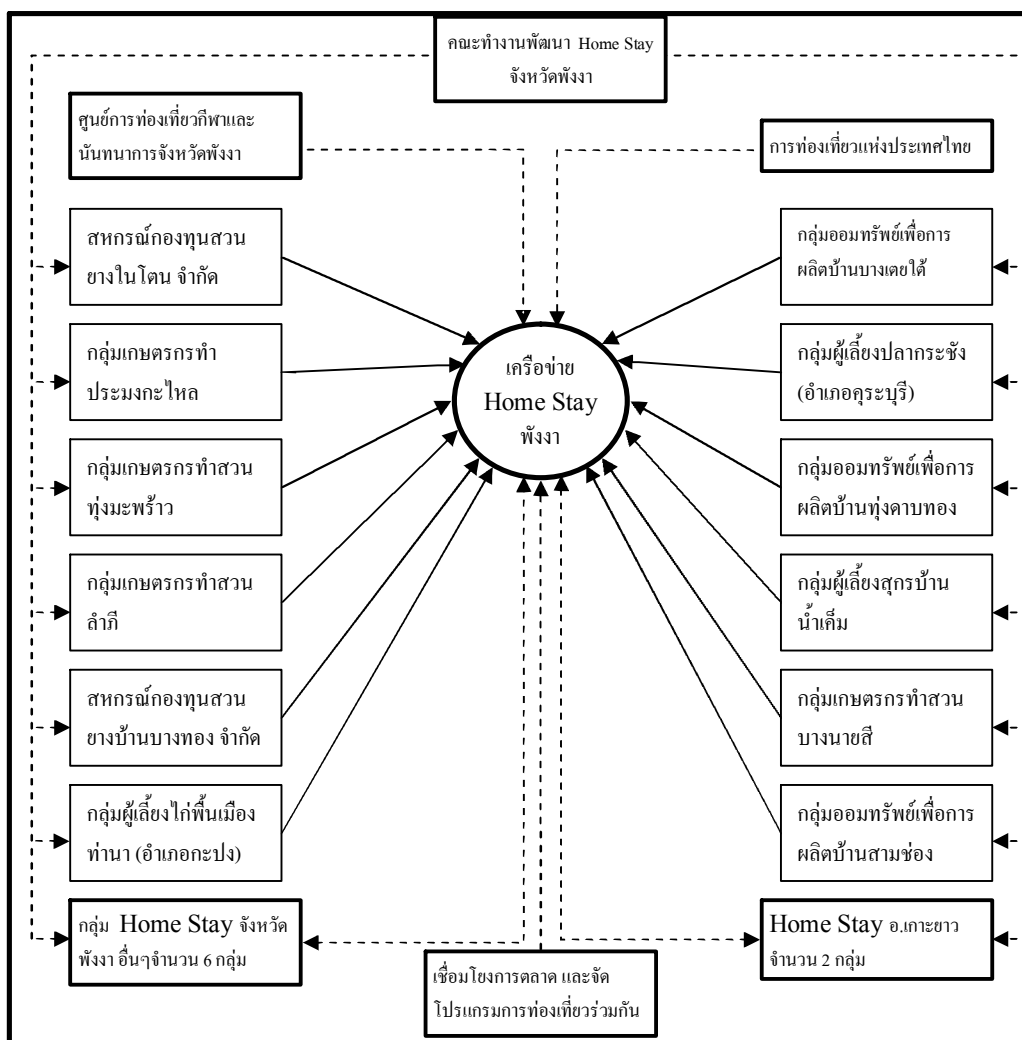 คณะทำงานพัฒนา Home Stay
จังหวัดพังงา
ศูนย์การท่องเที่ยวกีฬาและ
นันทนาการจังหวัดพังงา
การท่องเที่ยวแห่งประเทศไทย
สหกรณ์กองทุนสวน
ยางในโตน จำกัด
กลุ่มออมทรัพย์เพื่อการ
ผลิตบ้านบางเตยใต้
กลุ่มเกษตรกรทำ
ประมงกะไหล
เครือข่าย
Home Stay
พังงา
กลุ่มผู้เลี้ยงปลากระชัง
(อำเภอคุระบุรี)
กลุ่มเกษตรกรทำสวน
ทุ่งมะพร้าว
กลุ่มออมทรัพย์เพื่อการ
ผลิตบ้านทุ่งดาบทอง
กลุ่มเกษตรกรทำสวน
ลำภี
กลุ่มผู้เลี้ยงสุกรบ้าน
น้ำเค็ม
สหกรณ์กองทุนสวน
ยางบ้านบางทอง จำกัด
กลุ่มเกษตรกรทำสวน
บางนายสี
กลุ่มผู้เลี้ยงไก่พื้นเมือง
ท่านา (อำเภอกะปง)
กลุ่มออมทรัพย์เพื่อการ
ผลิตบ้านสามช่อง
กลุ่ม Home Stay จังหวัด
พังงา อื่นๆจำนวน 6 กลุ่ม
Home Stay อ.เกาะยาว
จำนวน 2 กลุ่ม
เชื่อมโยงการตลาด และจัด
โปรแกรมการท่องเที่ยวร่วมกัน